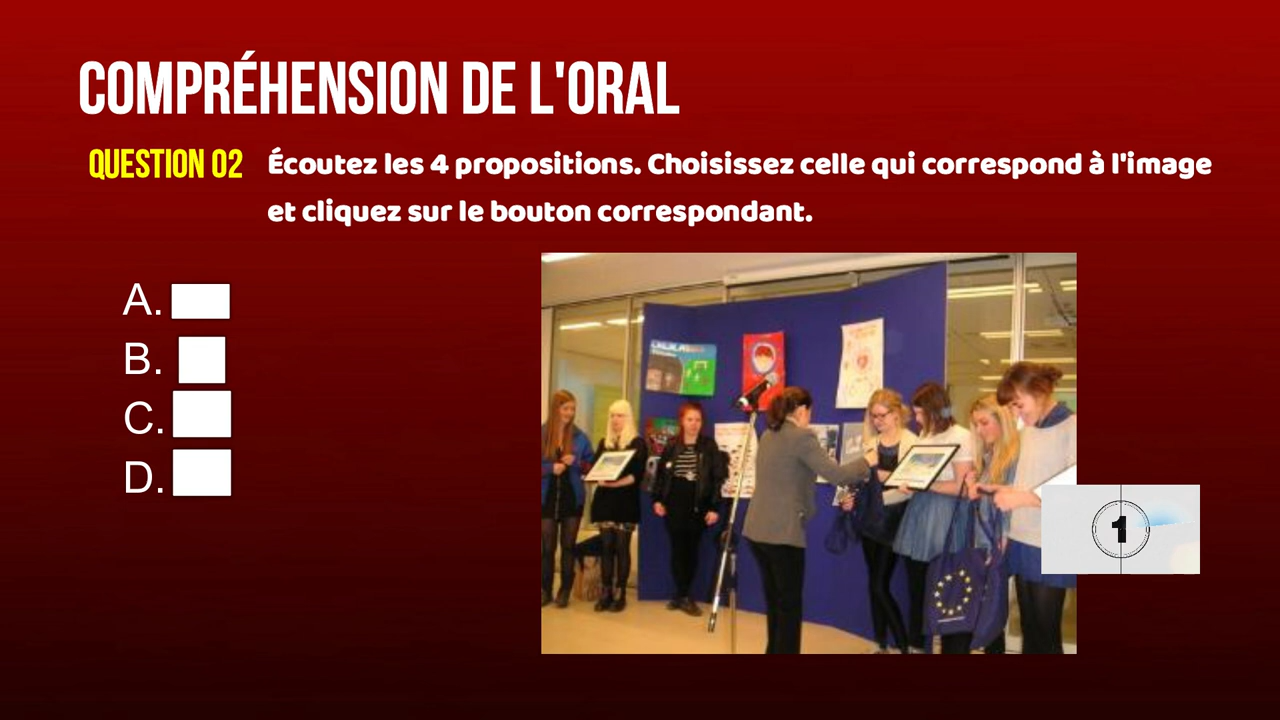 COMPRÉHENSION DE L'ORAL
QUESTION 02
Écoutez les 4 propositions. Choisissez celle qui correspond à l'image
et cliquez sur le bouton correspondant.
A.
B.
C.
D.
1